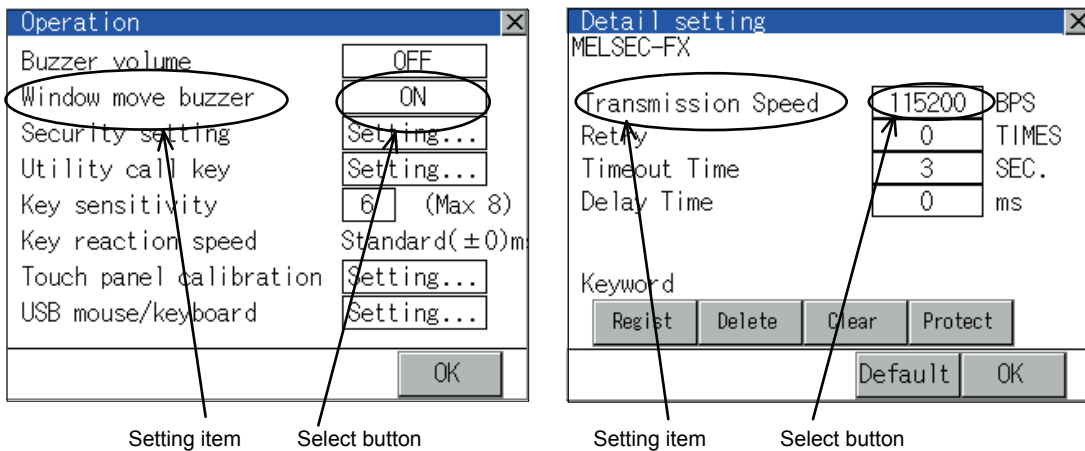 Operation
Buzzer volume OFF
Window move buzzer ON
Security setting Setting...
Utility call key Setting...
Key sensitivity 6 (Max 8)
Key reaction speed Standard(±0)m
Touch panel calibration Setting...
USB mouse/keyboard Setting...
OK
Setting item Select button
Detail setting
MELSEC-FX
Transmission Speed 115200 BPS
Retry 0 TIMES
Timeout Time 3 SEC.
Delay Time 0 ms
Keyword
Regist Delete Clear Protect
Default OK
Setting item Select button